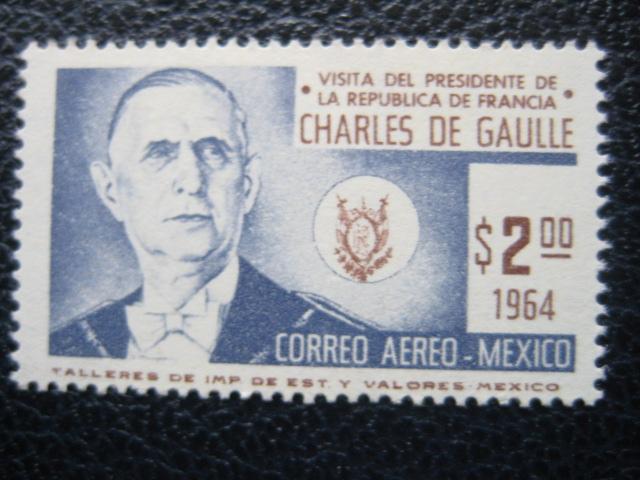 • VISITA DEL PRESIDENTE DE
LA REPUBLICA DE FRANCIA •
CHARLES DE GAULLE
$2.00
1964
CORREO AEREO - MEXICO
TALLERES DE IMP. DE EST. Y VALORES-MEXICO